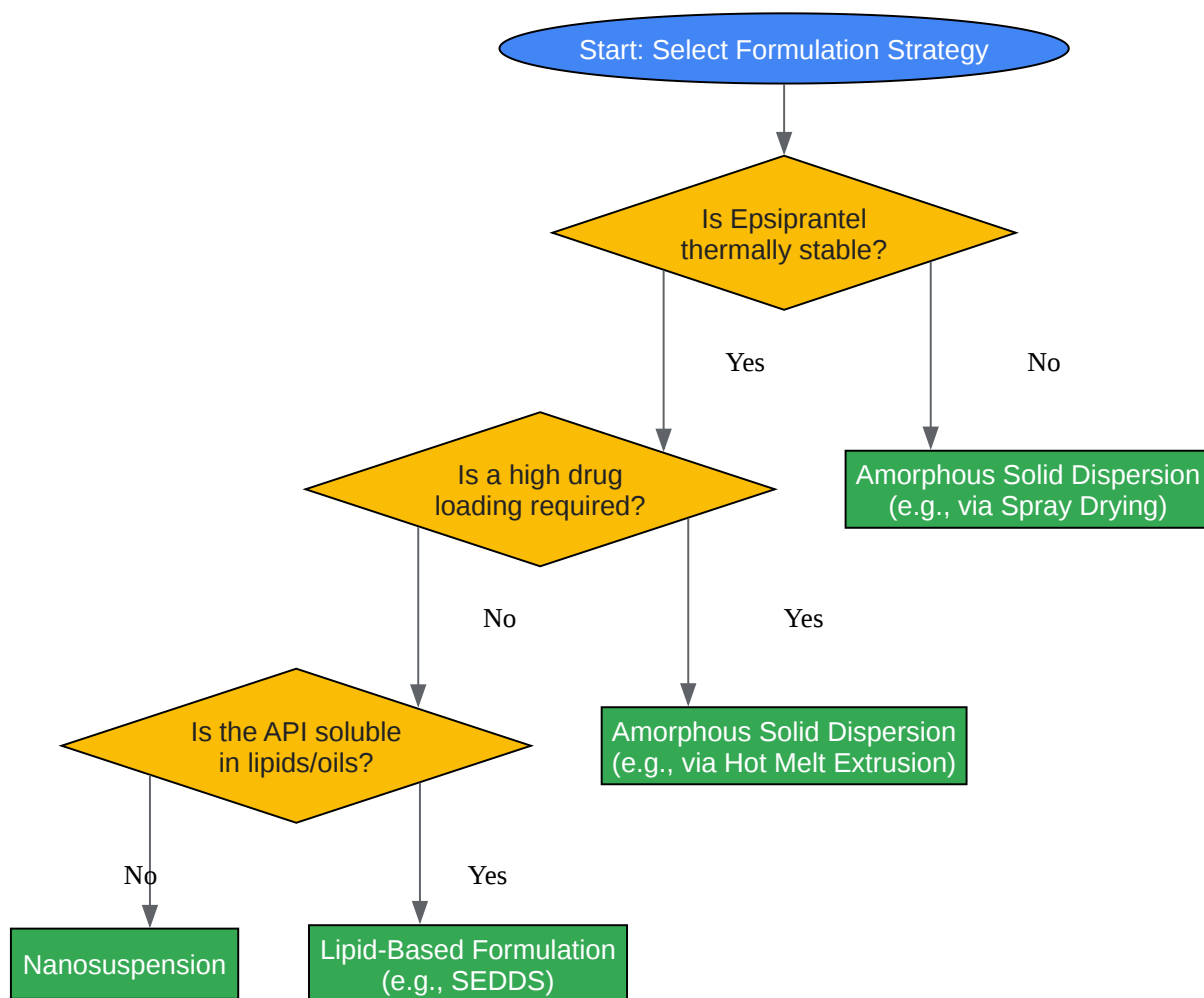 Start: Select Formulation Strategy
Is Epsiprantel
thermally stable?
Yes
No
Is a high drug
loading required?
Amorphous Solid Dispersion
(e.g., via Spray Drying)
No
Yes
Is the API soluble
in lipids/oils?
Amorphous Solid Dispersion
(e.g., via Hot Melt Extrusion)
No
Yes
Nanosuspension
Lipid-Based Formulation
(e.g., SEDDS)